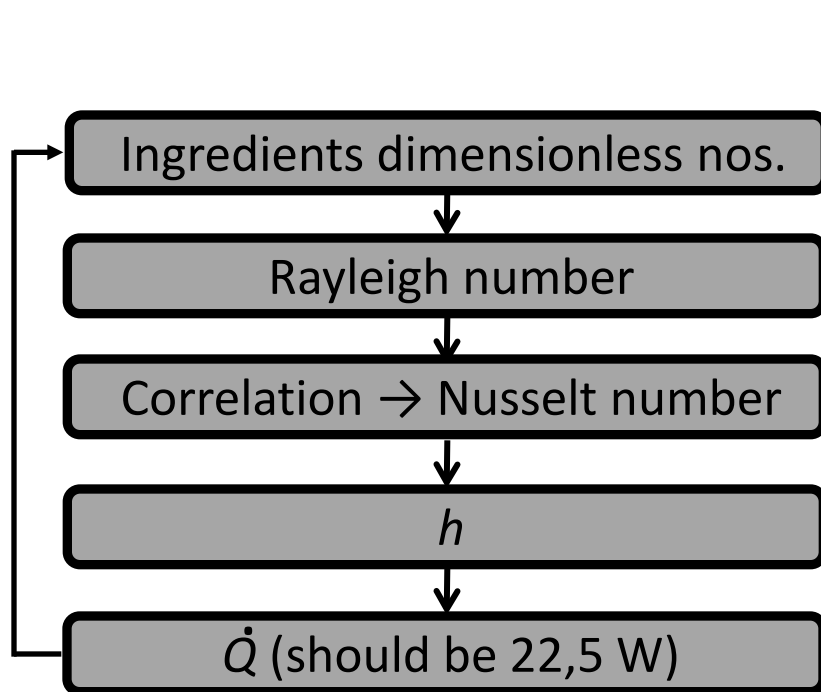 Ingredients dimensionless nos.
Rayleigh number
Correlation → Nusselt number
h
Q̇ (should be 22,5 W)